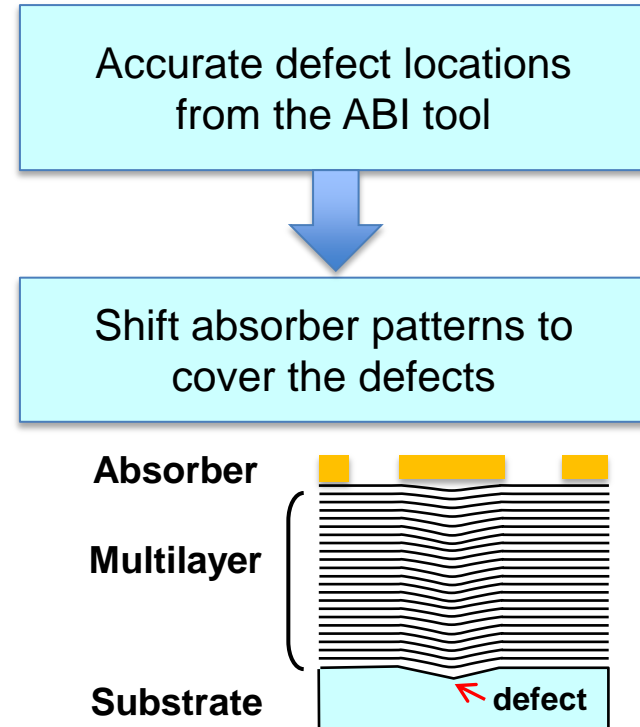 Accurate defect locations
from the ABI tool
Shift absorber patterns to
cover the defects
Absorber
Multilayer
Substrate
defect